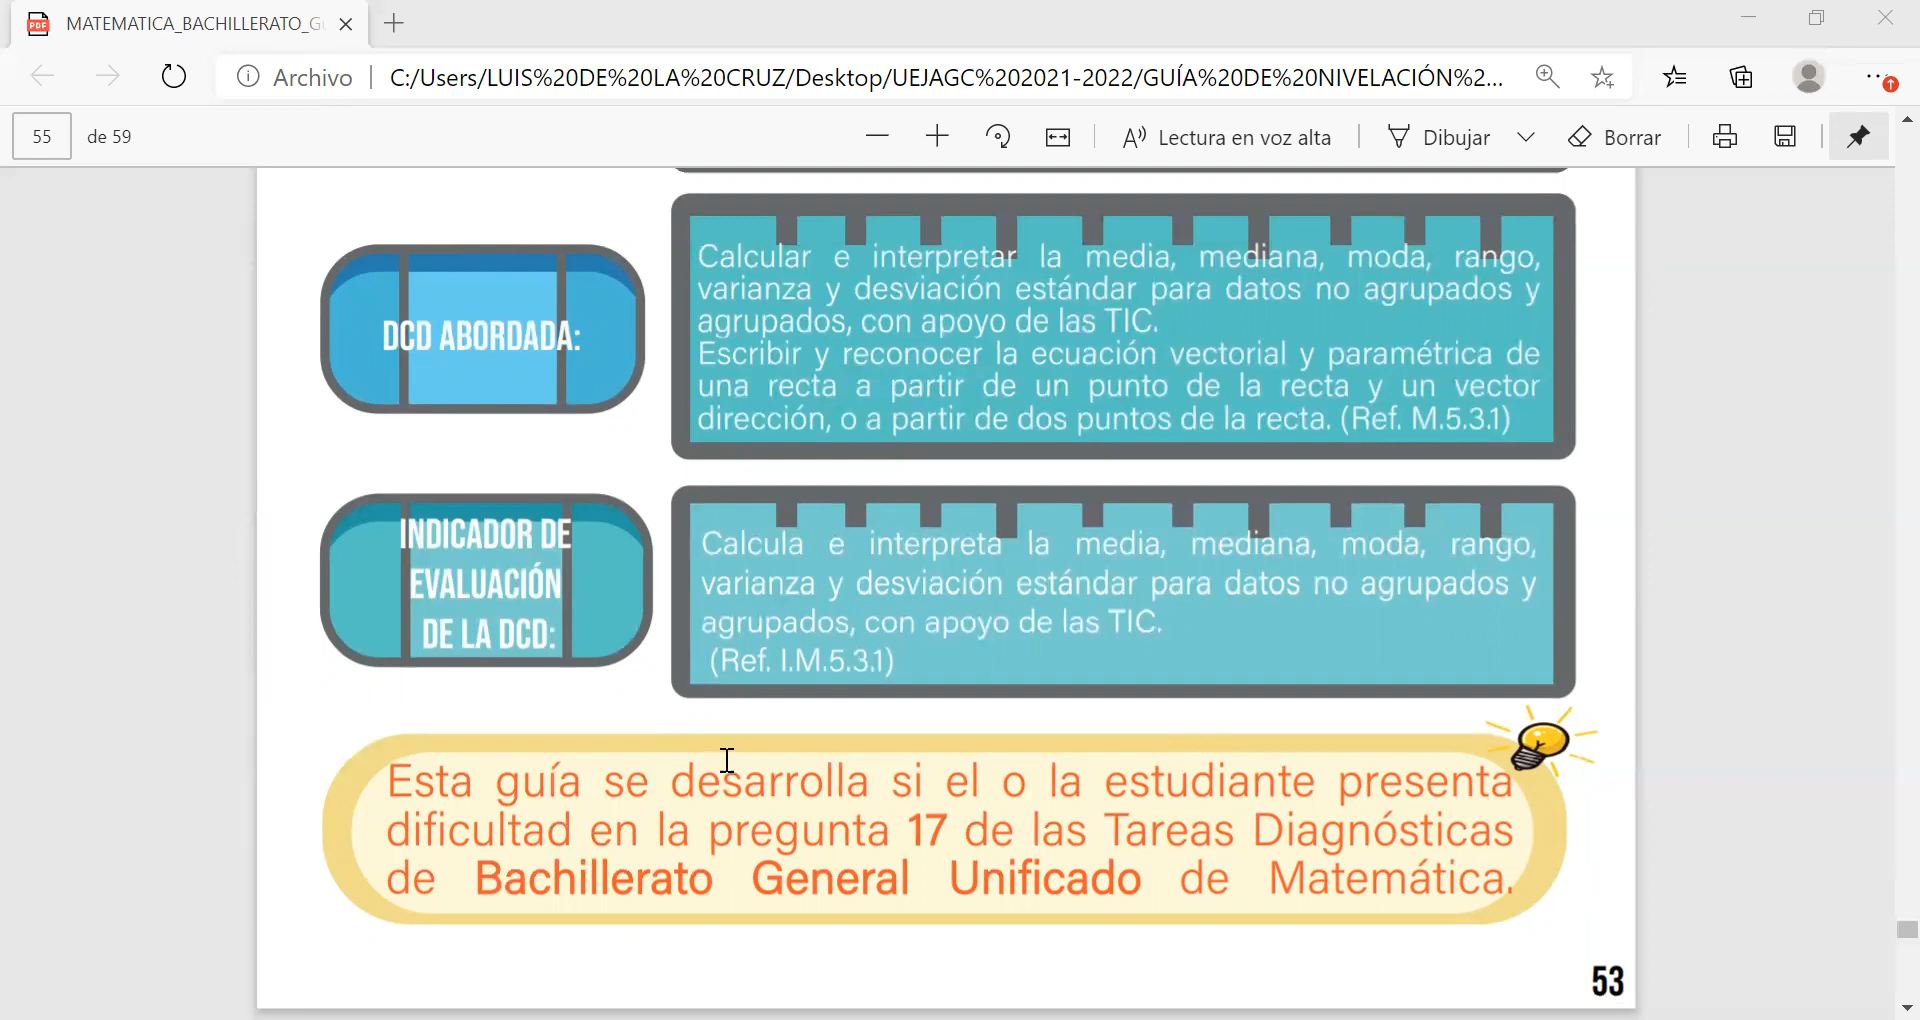 MATEMATICA_BACHILLERATO_G
Archivo
C:/Users/LUIS%20DE%20LA%20CRUZ/Desktop/UEJAGC%202021-2022/GUÍA%20DE%20NIVELACIÓN%2...
55 de 59
Lectura en voz alta
Dibujar
Borrar
DCD ABORDADA:
Calcular e interpretar la media, mediana, moda, rango,
varianza y desviación estándar para datos no agrupados y
agrupados, con apoyo de las TIC.
Escribir y reconocer la ecuación vectorial y paramétrica de
una recta a partir de un punto de la recta y un vector
dirección, o a partir de dos puntos de la recta. (Ref. M.5.3.1)
INDICADOR DE
EVALUACIÓN
DE LA DCD:
Calcula e interpreta la media, mediana, moda, rango,
varianza y desviación estándar para datos no agrupados y
agrupados, con apoyo de las TIC.
(Ref. I.M.5.3.1)
Esta guía se desarrolla si el o la estudiante presenta
dificultad en la pregunta 17 de las Tareas Diagnósticas
de Bachillerato General Unificado de Matemática.
53